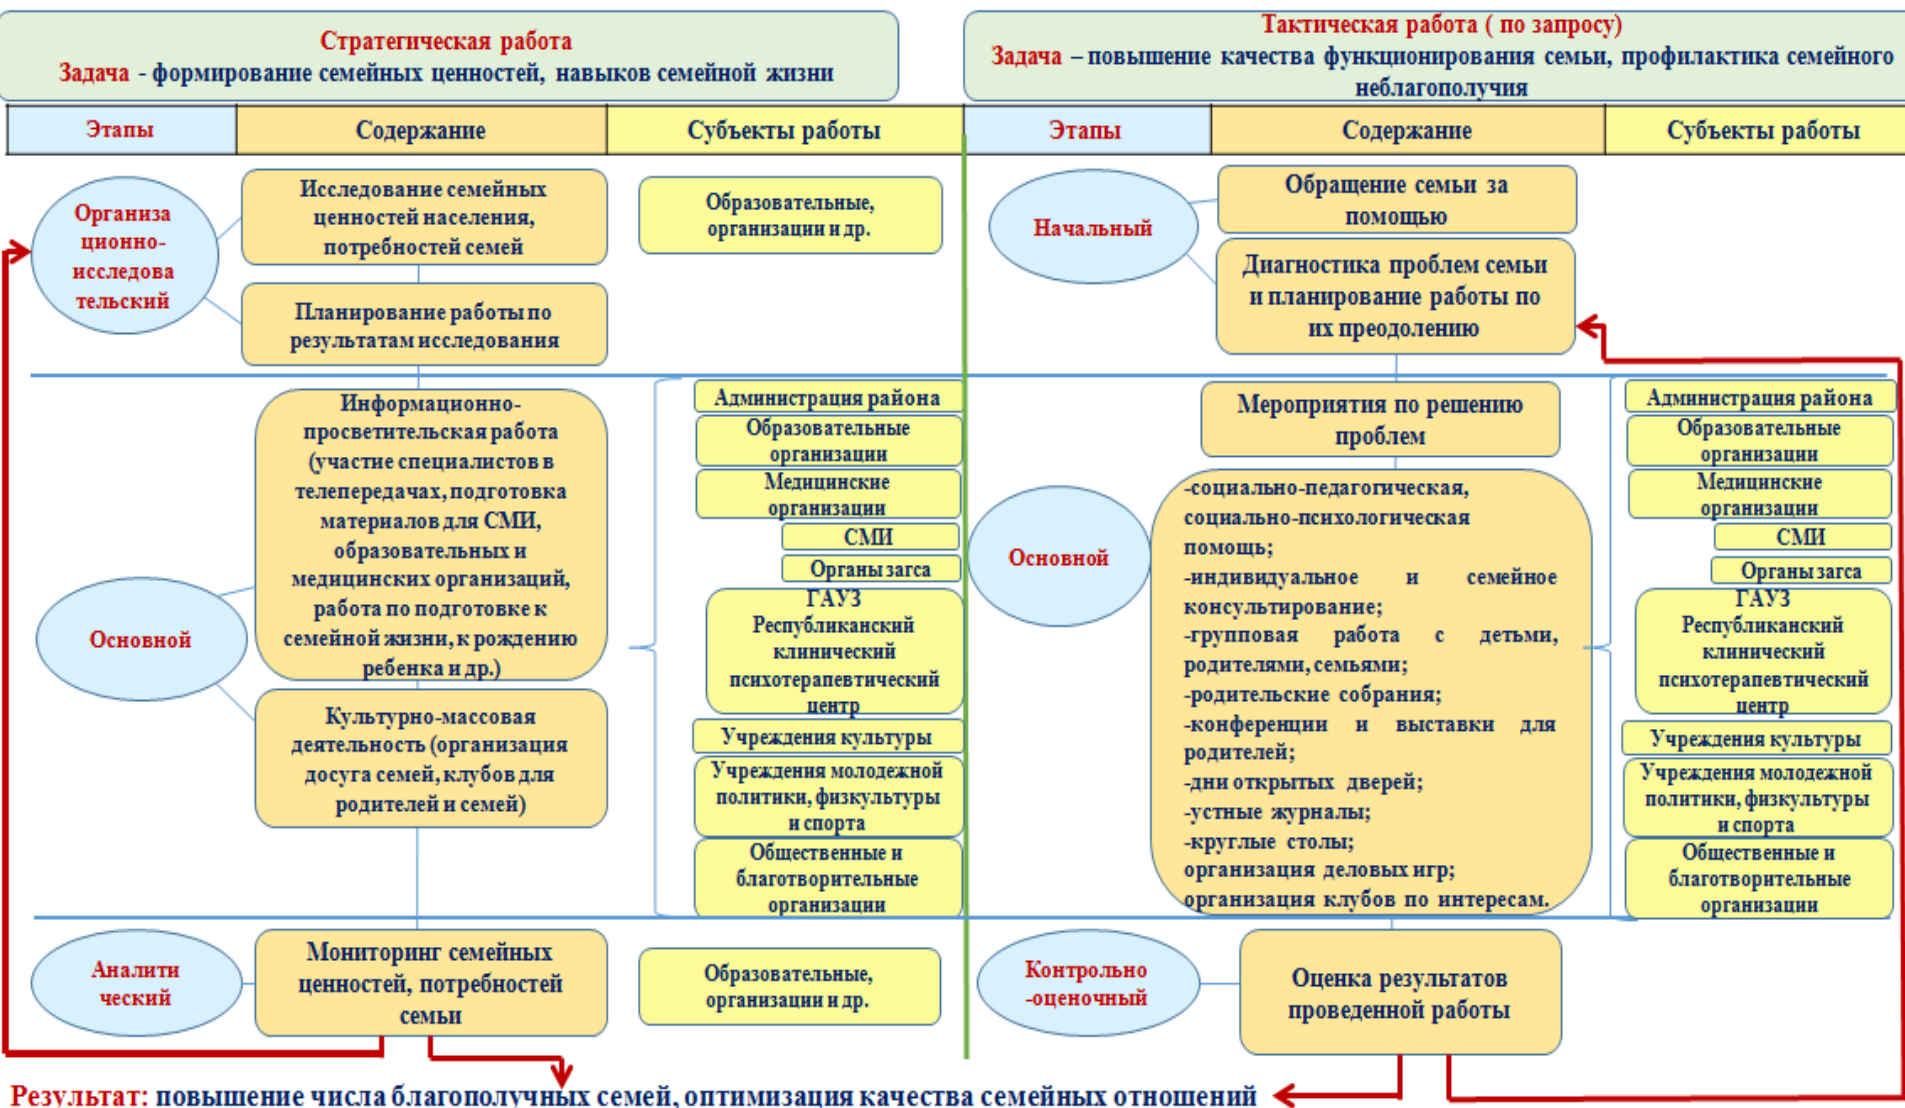 Стратегическая работа
Задача - формирование семейных ценностей, навыков семейной жизни
Тактическая работа ( по запросу)
Задача – повышение качества функционирования семьи, профилактика семейного
неблагополучия
Этапы
Содержание
Субъекты работы
Этапы
Содержание
Субъекты работы
Организа
ционно-
исследова
тельский
Исследование семейных
ценностей населения,
потребностей семей
Планирование работы по
результатам исследования
Образовательные,
организации и др.
Основной
Информационно-
просветительская работа
(участие специалистов в
телепередачах, подготовка
материалов для СМИ,
образовательных и
медицинских организаций,
работа по подготовке к
семейной жизни, к рождению
ребенка и др.)
Культурно-массовая
деятельность (организация
досуга семей, клубов для
родителей и семей)
Администрация района
Образовательные
организации
Медицинские
организации
СМИ
Органы загса
ГАУЗ
Республиканский
клинический
психотерапевтический
центр
Учреждения культуры
Учреждения молодежной
политики, физкультуры
и спорта
Общественные и
благотворительные
организации
Аналити
ческий
Мониторинг семейных
ценностей, потребностей
семьи
Образовательные,
организации и др.
Начальный
Обращение семьи за
помощью
Диагностика проблем семьи
и планирование работы по
их преодолению
Основной
Мероприятия по решению
проблем
-социально-педагогическая,
социально-психологическая
помощь;
-индивидуальное и семейное
консультирование;
-групповая работа с детьми,
родителями, семьями;
-родительские собрания;
-конференции и выставки для
родителей;
-дни открытых дверей;
-устные журналы;
-круглые столы;
организация деловых игр;
организация клубов по интересам.
Администрация района
Образовательные
организации
Медицинские
организации
СМИ
Органы загса
ГАУЗ
Республиканский
клинический
психотерапевтический
центр
Учреждения культуры
Учреждения молодежной
политики, физкультуры
и спорта
Общественные и
благотворительные
организации
Контрольно
-оценочный
Оценка результатов
проведенной работы
Результат: повышение числа благополучных семей, оптимизация качества семейных отношений